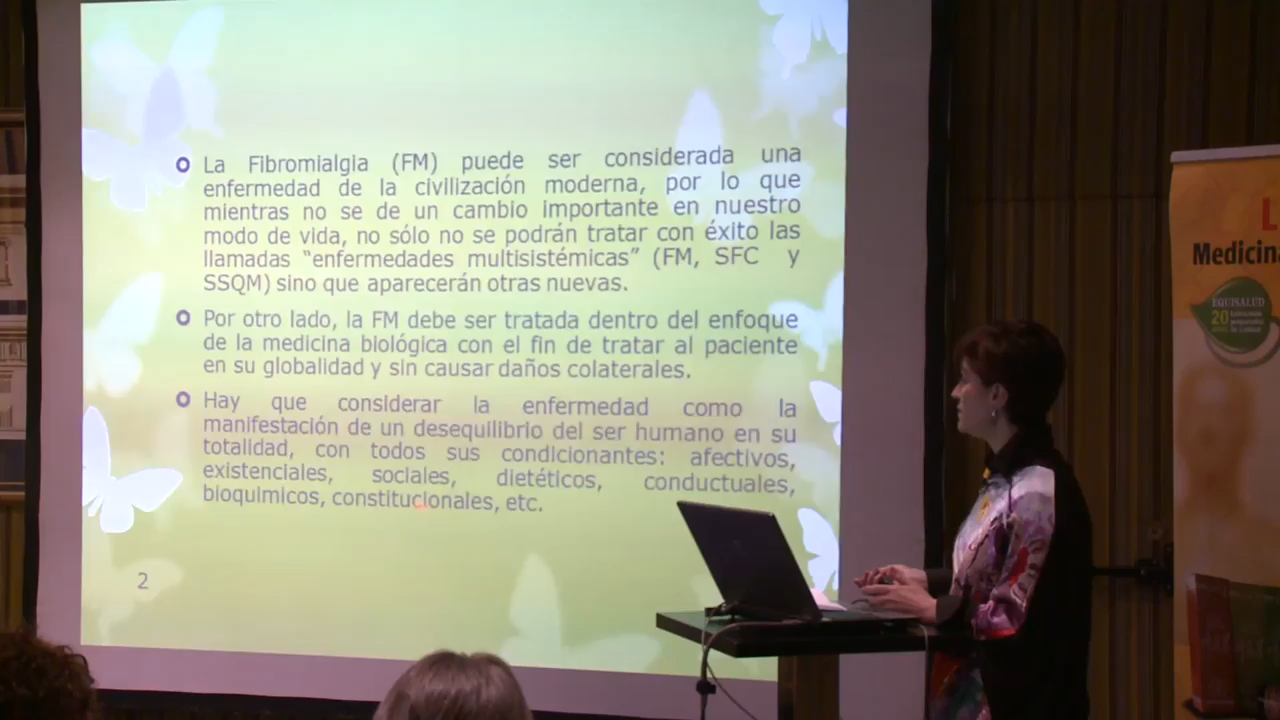 La Fibromialgia (FM) puede ser considerada una
enfermedad de la civilización moderna, por lo que
mientras no se de un cambio importante en nuestro
modo de vida, no sólo no se podrán tratar con éxito las
llamadas “enfermedades multisistémicas” (FM, SFC y
SSQM) sino que aparecerán otras nuevas.
Por otro lado, la FM debe ser tratada dentro del enfoque
de la medicina biológica con el fin de tratar al paciente
en su globalidad y sin causar daños colaterales.
Hay que considerar la enfermedad como la
manifestación de un desequilibrio del ser humano en su
totalidad, con todos sus condicionantes: afectivos,
existenciales, sociales, dietéticos, conductuales,
bioquimicos, constitucionales, etc.
2
L
Medicina
EQUISALUD
20